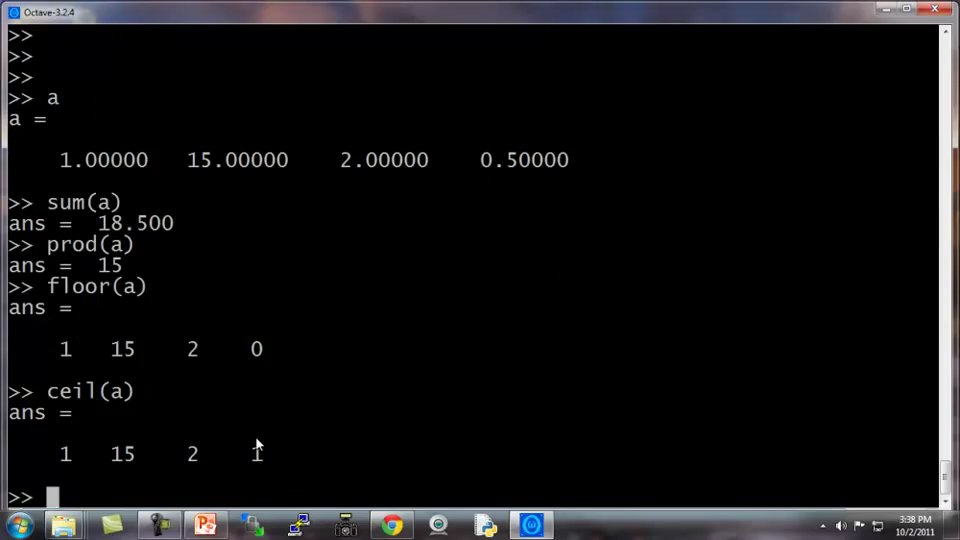 Octave-3.2.4
>>
>>
>>
>> a
a =
1.00000 15.00000 2.00000 0.50000
>> sum(a)
ans = 18.500
>> prod(a)
ans = 15
>> floor(a)
ans =
1 15 2 0
>> ceil(a)
ans =
1 15 2 1
>>
3:38 PM
10/2/2011